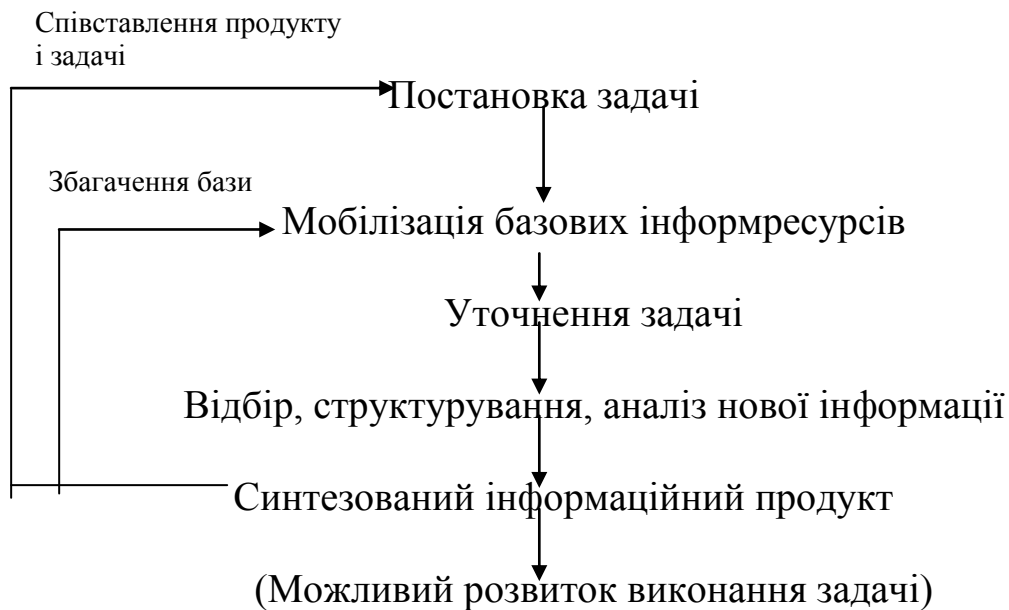 Співставлення продукту
і задачі
Постановка задачі
Збагачення бази
Мобілізація базових інформресурсів
Уточнення задачі
Відбір, структурування, аналіз нової інформації
Синтезований інформаційний продукт
(Можливий розвиток виконання задачі)